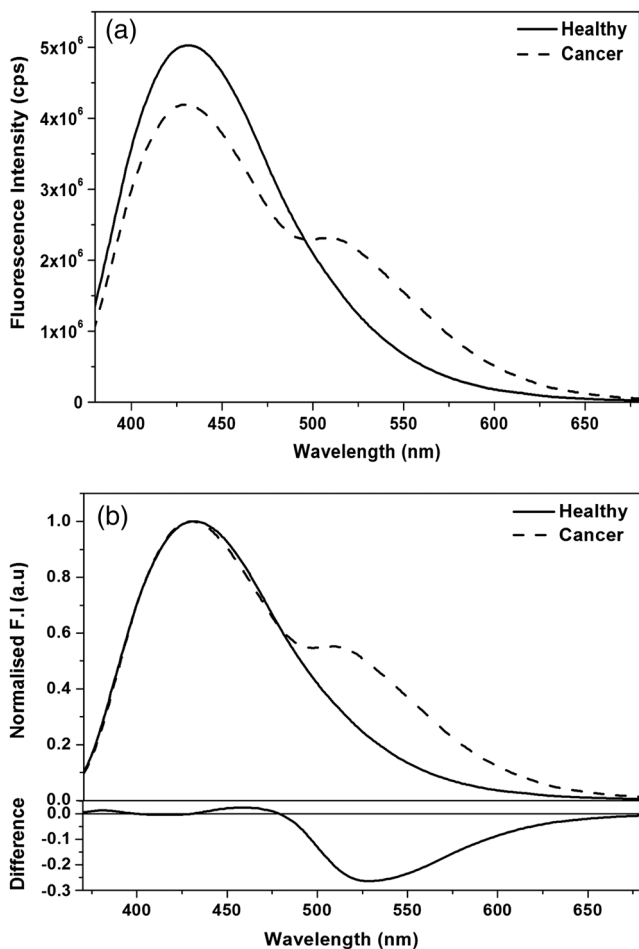 (a)
Healthy
Cancer
Fluorescence Intensity (cps)
5x10⁶
4x10⁶
3x10⁶
2x10⁶
1x10⁶
0
400 450 500 550 600 650
Wavelength (nm)
(b)
Healthy
Cancer
Normalised F.I (a.u)
1.0
0.8
0.6
0.4
0.2
0.0
Difference
0.0
-0.1
-0.2
-0.3
400 450 500 550 600 650
Wavelength (nm)